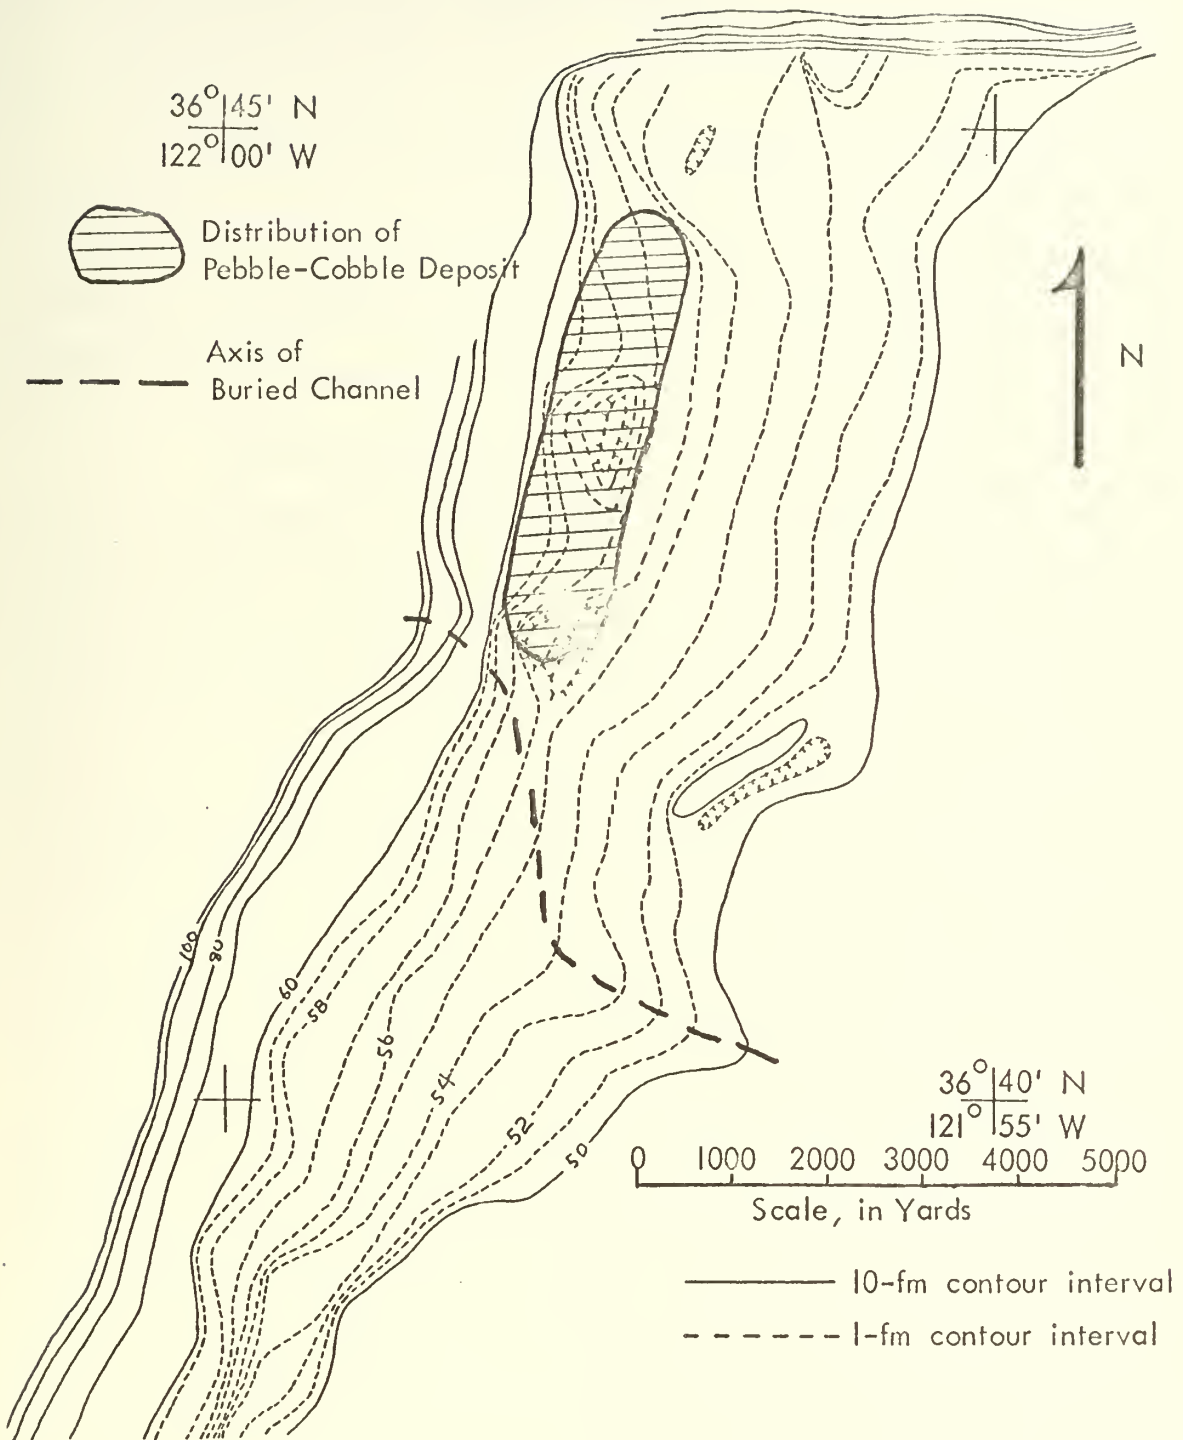 36° 45' N
122° 00' W
Distribution of
Pebble-Cobble Deposit
Axis of
Buried Channel
N
100
80
60
58
56
54
52
50
36° 40' N
121° 55' W
0 1000 2000 3000 4000 5000
Scale, in Yards
10-fm contour interval
1-fm contour interval